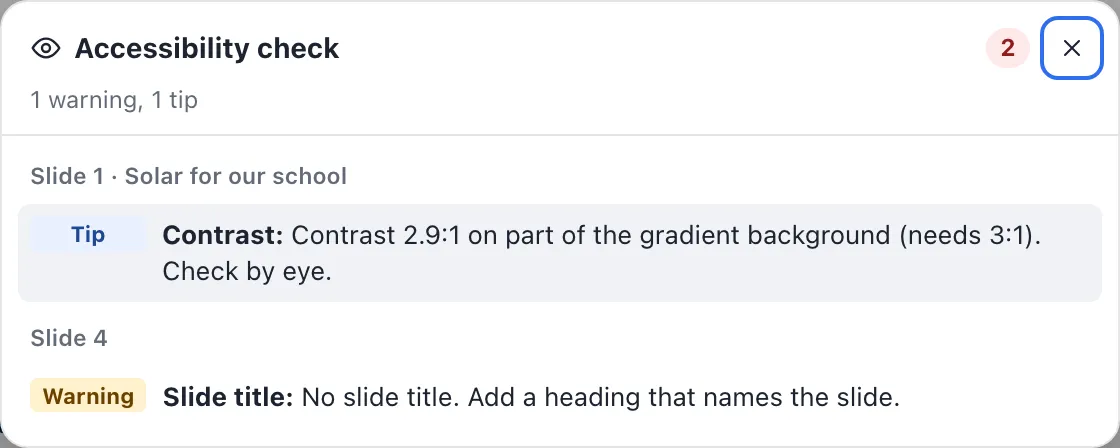 Accessibility check
2
1 warning, 1 tip
Slide 1 · Solar for our school
Tip
Contrast: Contrast 2.9:1 on part of the gradient background (needs 3:1).
Check by eye.
Slide 4
Warning
Slide title: No slide title. Add a heading that names the slide.